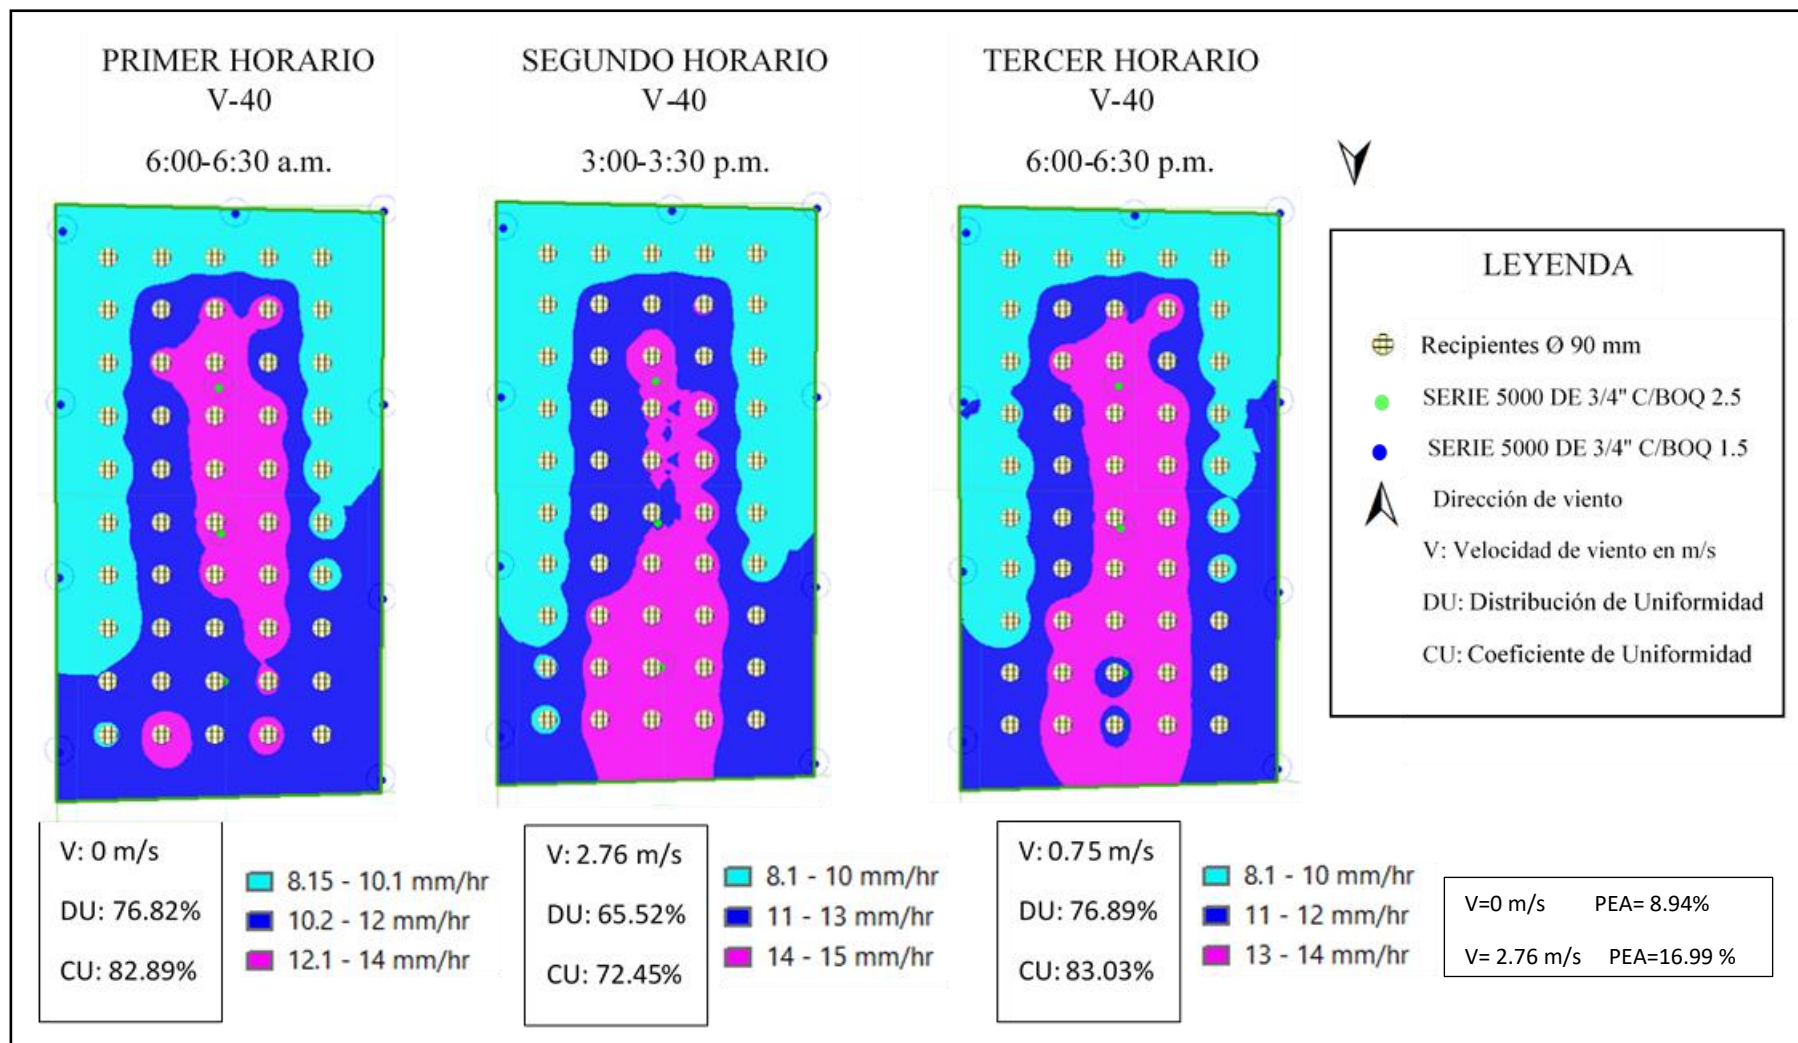 PRIMER HORARIO
V-40
6:00-6:30 a.m.
SEGUNDO HORARIO
V-40
3:00-3:30 p.m.
TERCER HORARIO
V-40
6:00-6:30 p.m.
LEYENDA
Recipientes Ø 90 mm
SERIE 5000 DE 3/4" C/BOQ 2.5
SERIE 5000 DE 3/4" C/BOQ 1.5
Dirección de viento
V: Velocidad de viento en m/s
DU: Distribución de Uniformidad
CU: Coeficiente de Uniformidad
V: 0 m/s
DU: 76.82%
CU: 82.89%
8.15 - 10.1 mm/hr
10.2 - 12 mm/hr
12.1 - 14 mm/hr
V: 2.76 m/s
DU: 65.52%
CU: 72.45%
8.1 - 10 mm/hr
11 - 13 mm/hr
14 - 15 mm/hr
V: 0.75 m/s
DU: 76.89%
CU: 83.03%
8.1 - 10 mm/hr
11 - 12 mm/hr
13 - 14 mm/hr
V=0 m/s PEA= 8.94%
V= 2.76 m/s PEA=16.99 %